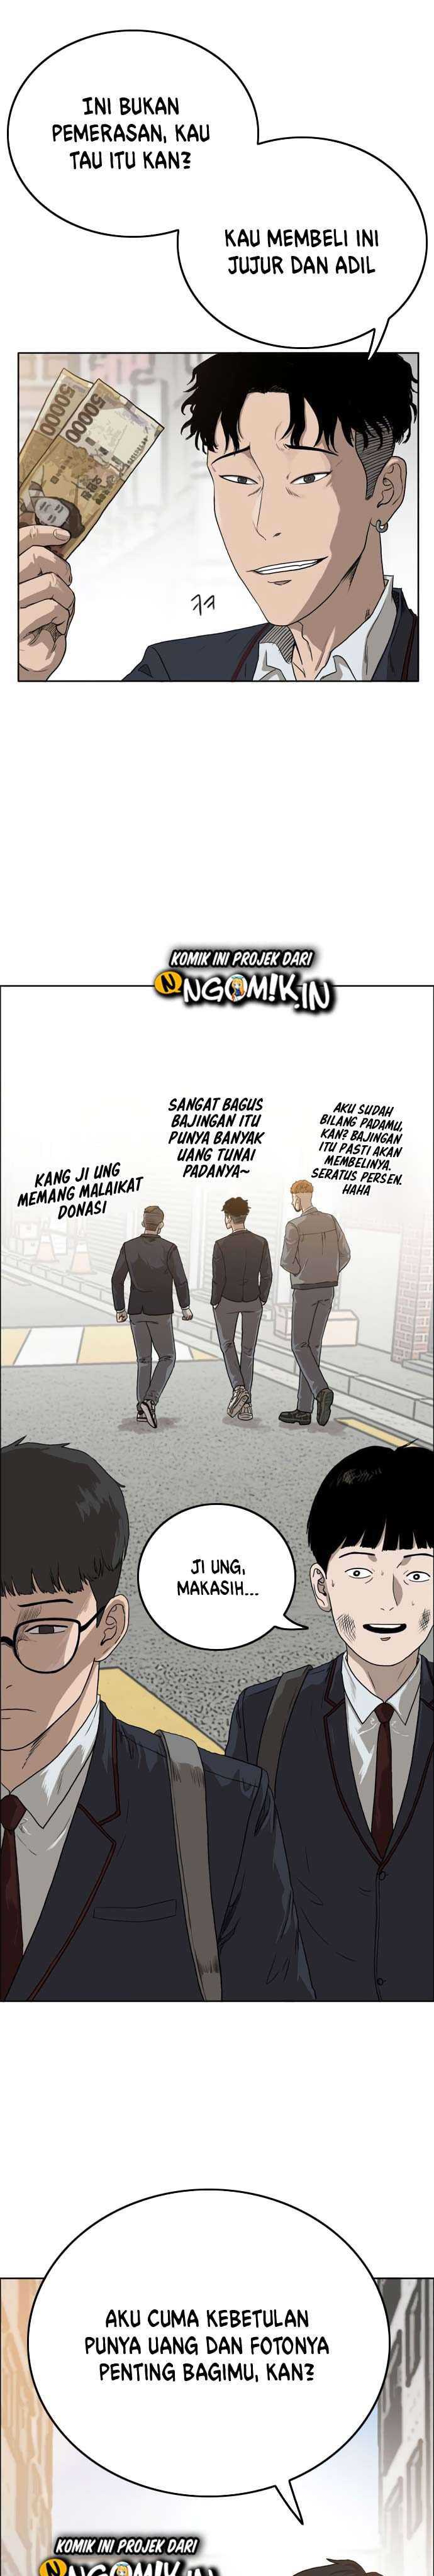 INI BUKAN
PEMERASAN, KAU
TAU ITU KAN?
KAU MEMBELI INI
JUJUR DAN ADIL
50000
50000
ㅋㅋ
KOMIK INI PROJEK DARI
NGOMIK.IN
SANGAT BAGUS
BAJINGAN ITU
PUNYA BANYAK
UANG TUNAI
PADANYA~
AKU SUDAH
BILANG PADAMU,
KAN? BAJINGAN
ITU PASTI AKAN
MEMBELINYA.
SERATUS PERSEN.
HAHA
KANG JI UNG
MEMANG MALAIKAT
DONASI
JI UNG,
MAKASIH...
AKU CUMA KEBETULAN
PUNYA UANG DAN FOTONYA
PENTING BAGIMU, KAN?
KOMIK INI PROJEK DARI
NGOMIK.IN